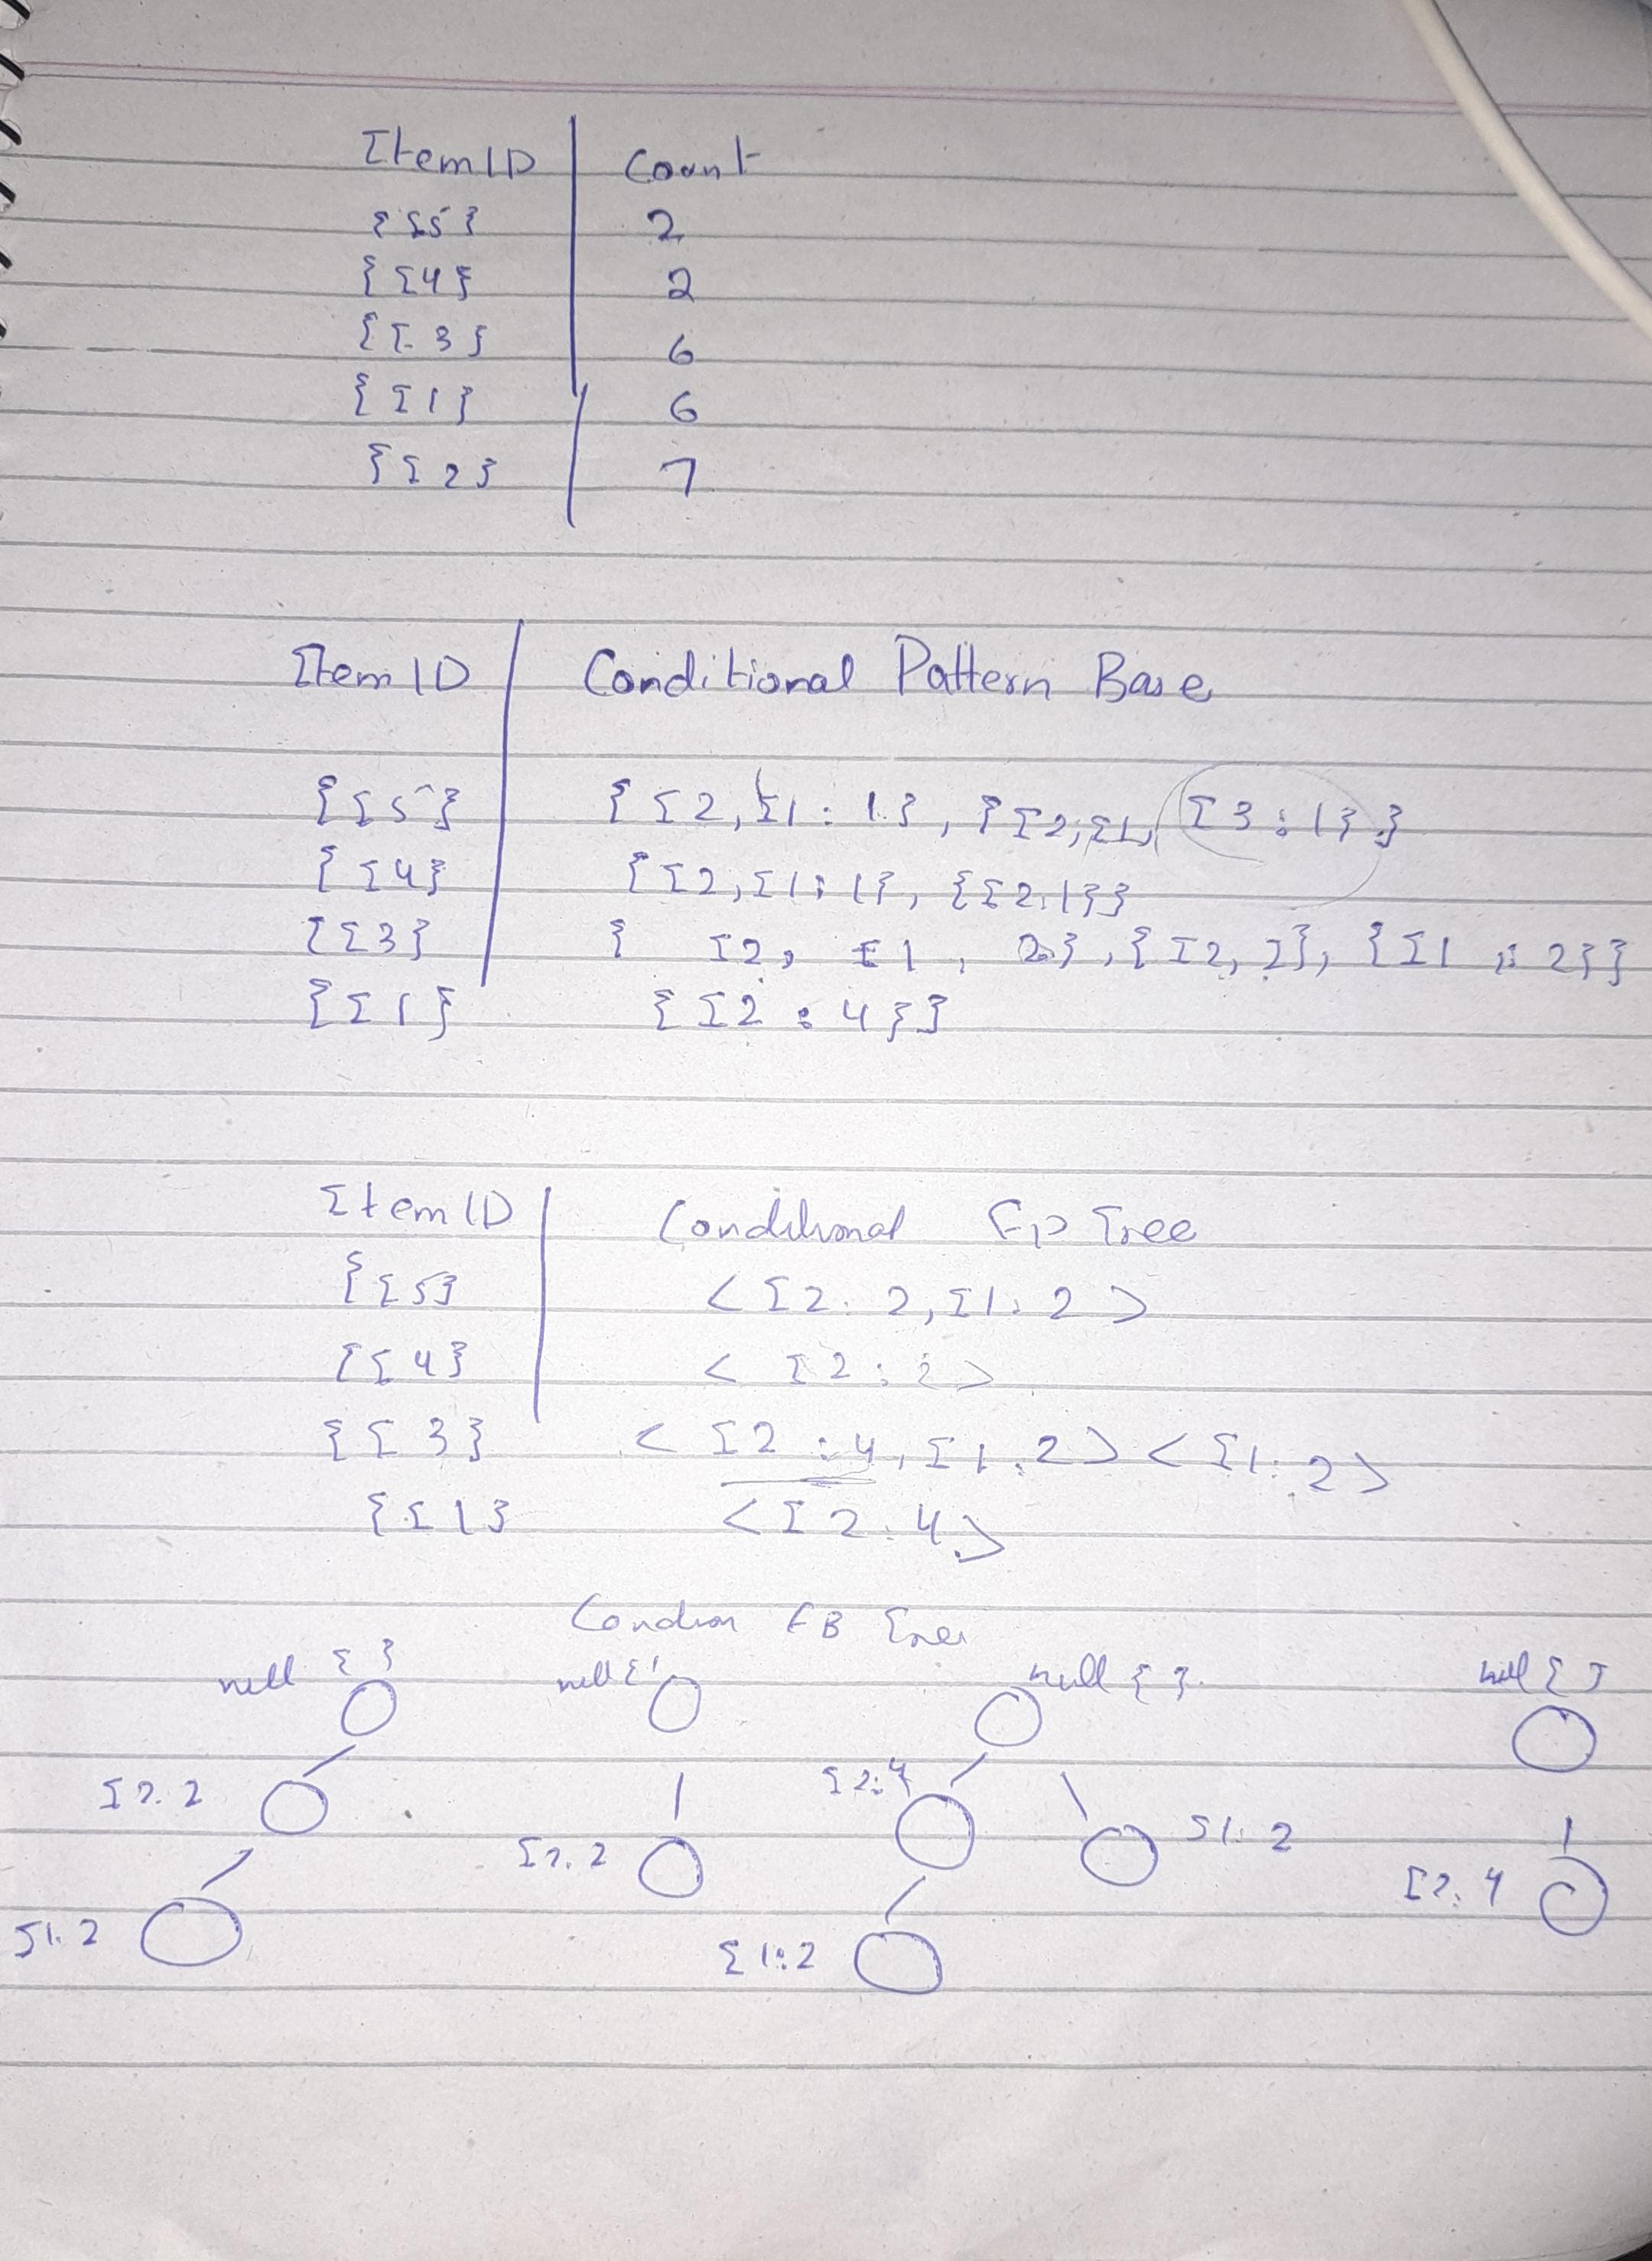 ItemID | Count
{I5} 2
{I4} 2
{I3} 6
{I1} 6
{I2} 7
Item ID | Conditional Pattern Base
{I5} {I2, I1 : 1}, {I2, I1, I3 : 1}}
{I4} {I2, I1 : 1}, {I2:1}}
{I3} { I2, I1, 2}, {I2, 2}, {I1 : 2}}
{I1} {I2 : 4}}
Item ID | Conditional FP Tree
{I5} <I2: 2, I1: 2>
{I4} <I2: 2>
{I3} <I2 : 4, I1: 2> <I1: 2>
{I1} <I2: 4>
null { } null { null { } null { }
I2: 2 I2: 4
I2: 2 I1: 2 I2: 4
I1: 2 I1: 2